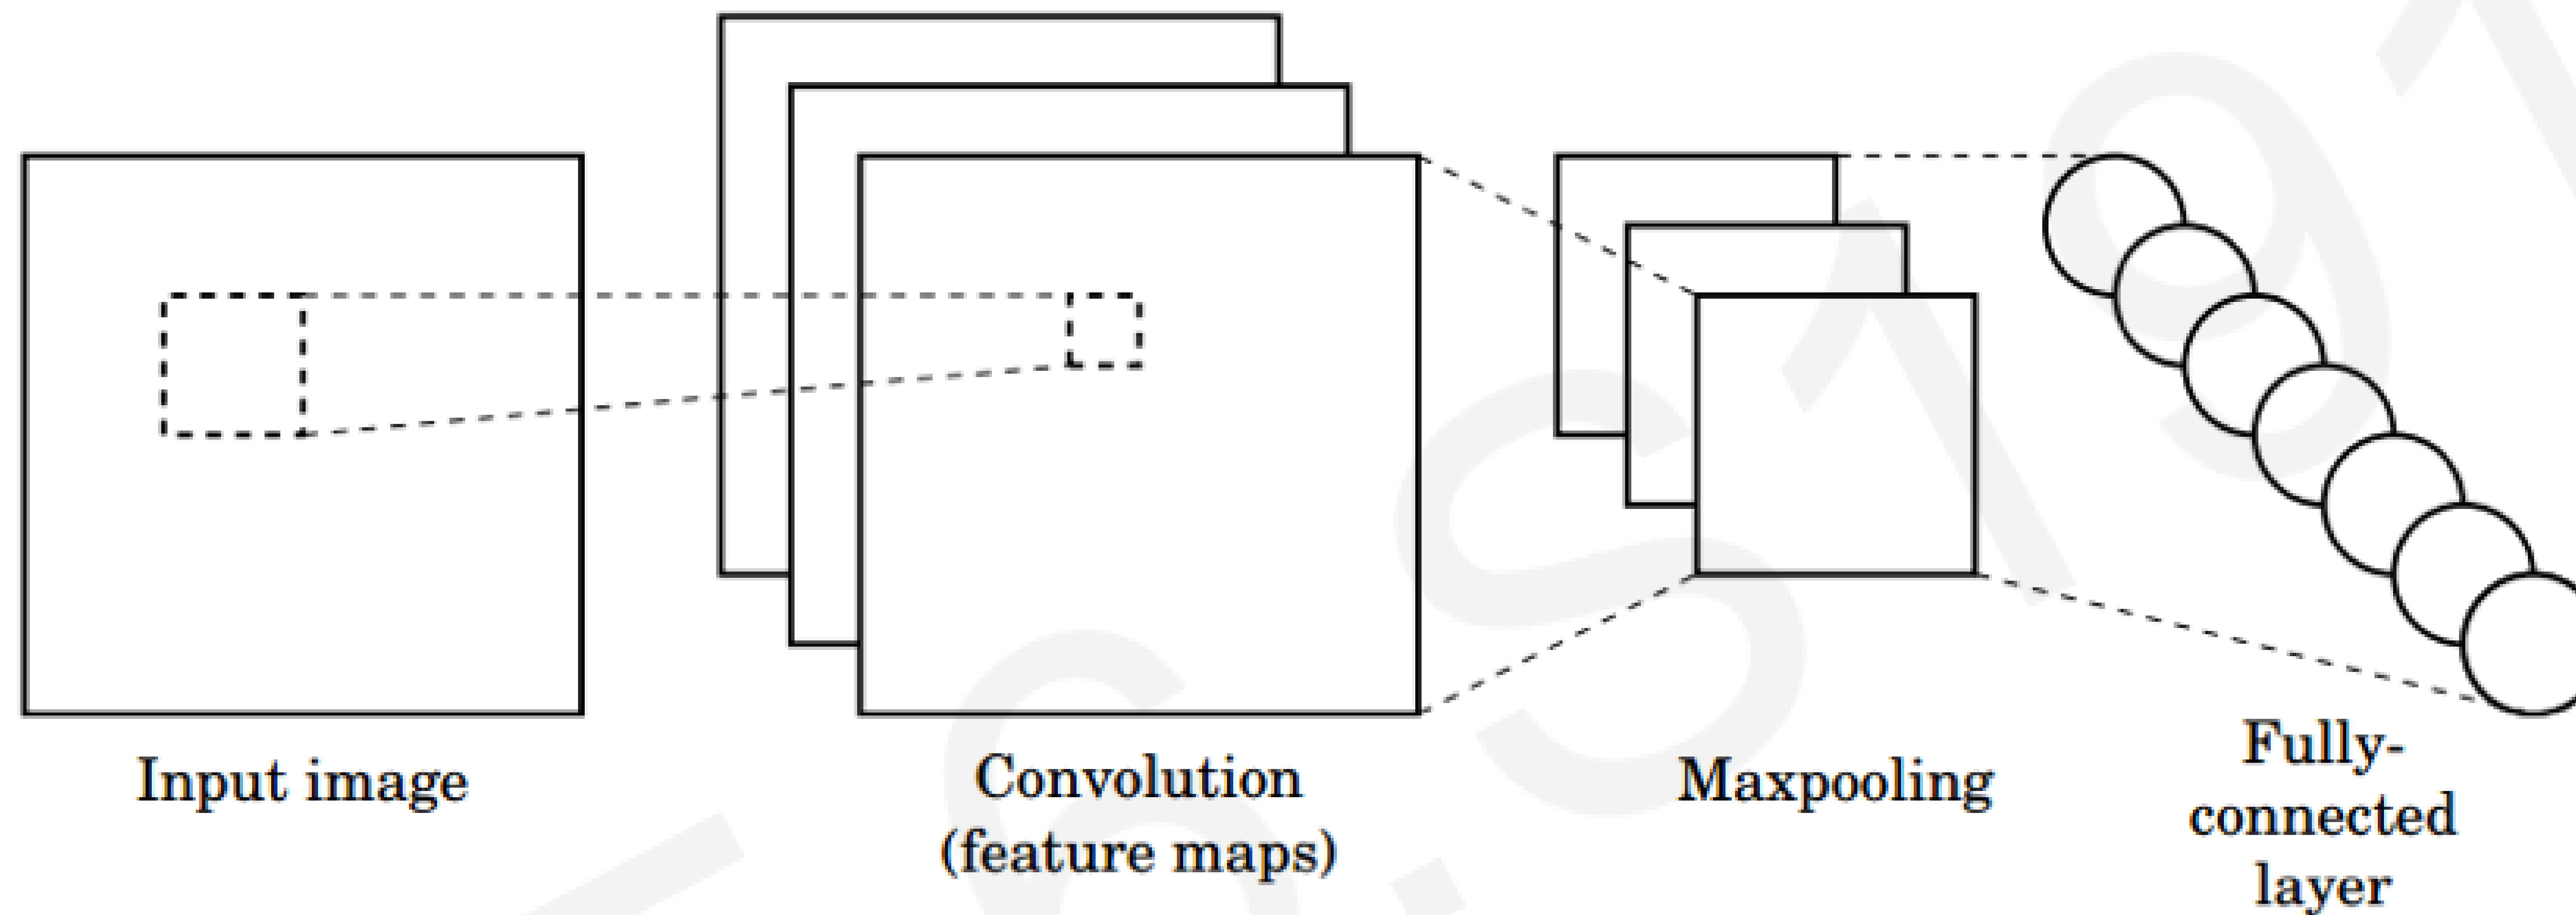 Input image
Convolution
(feature maps)
Maxpooling
Fully-
connected
layer